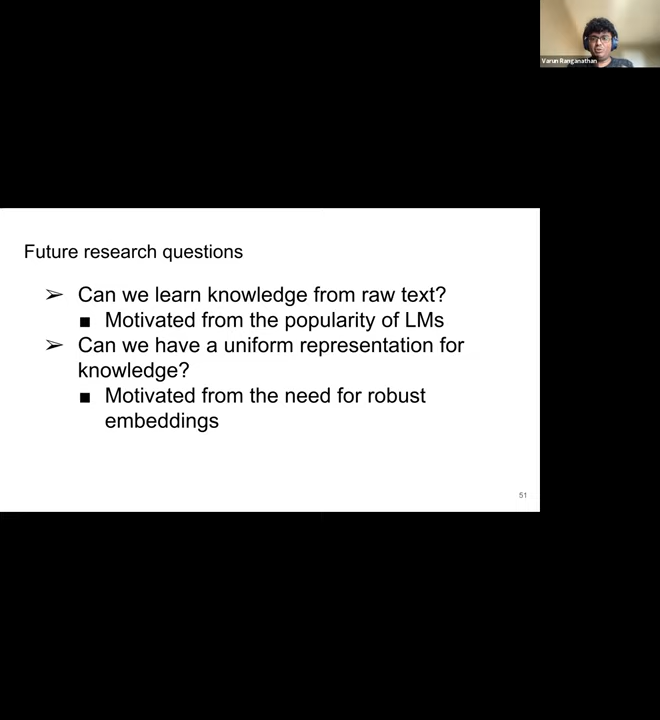 Varun Ranganathan
Future research questions
➢ Can we learn knowledge from raw text?
■ Motivated from the popularity of LMs
➢ Can we have a uniform representation for
knowledge?
■ Motivated from the need for robust
embeddings
51